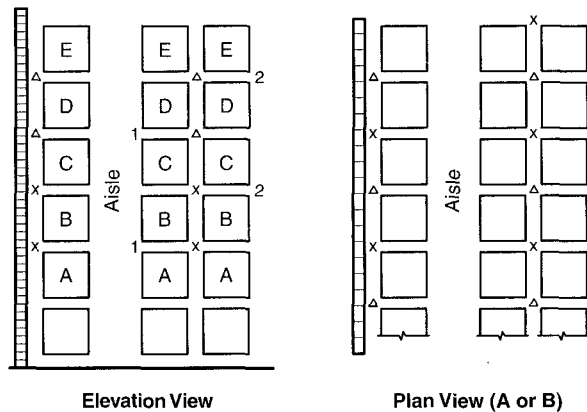 E E E
△ △ 2
D D D
△ 1 △
C C C
x x 2
B B B
x 1 x
A A A
Aisle
Elevation View
x
△ △
x x
△ △
x x
△ △
Aisle
Plan View (A or B)